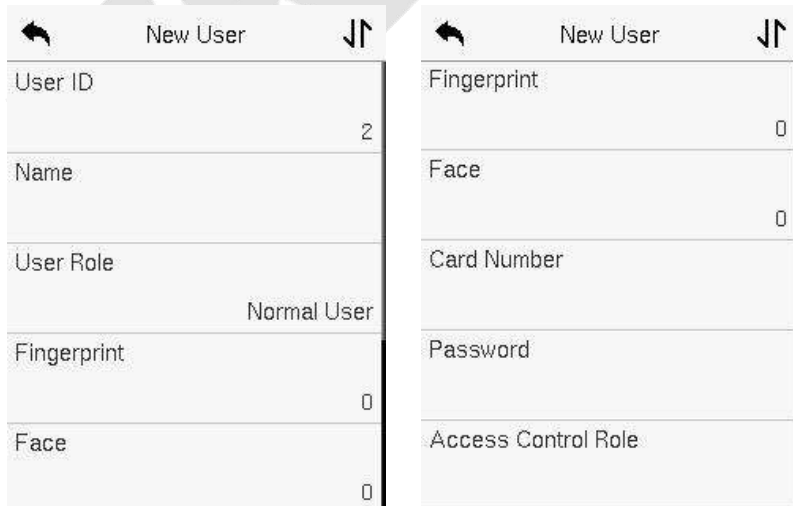 New User
User ID
2
Name
User Role
Normal User
Fingerprint
0
Face
0
New User
Fingerprint
0
Face
0
Card Number
Password
Access Control Role